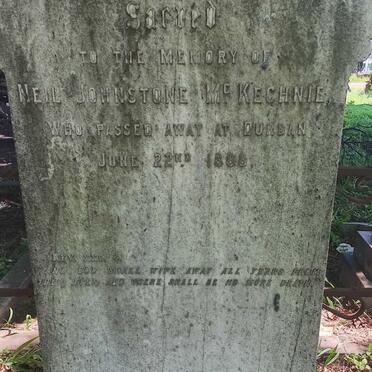 Sacred
TO THE MEMORY OF
NEIL JOHNSTONE MCKECHNIE,
WHO PASSED AWAY AT DURBAN
JUNE 22ND
GOD SHALL WIPE AWAY ALL TEARS FROM
AND THERE SHALL BE NO MORE DEATH